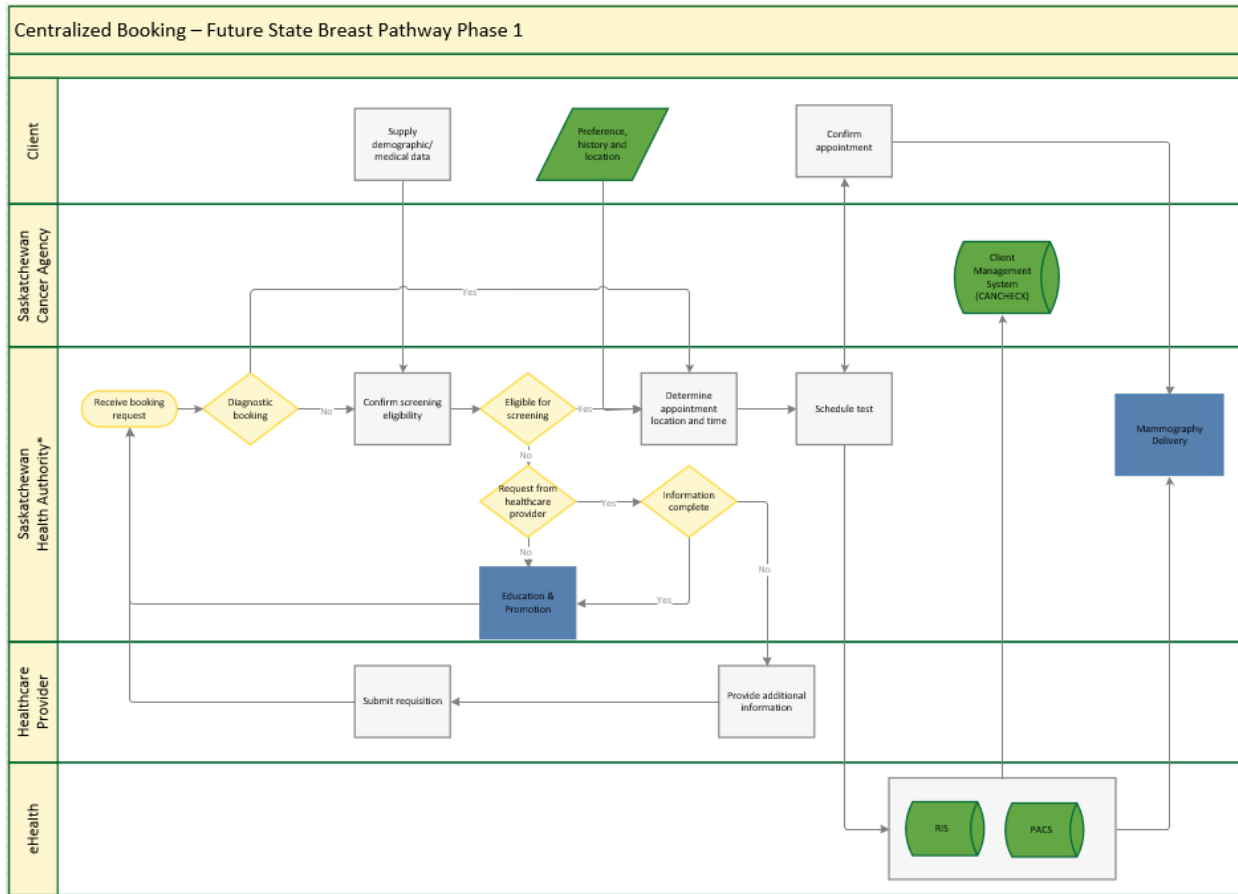 Centralized Booking – Future State Breast Pathway Phase 1
Client
Supply
demographic/
medical data
Preference,
history and
location
Confirm
appointment
Saskatchewan
Cancer Agency
Client
Management
System
(CANCHECK)
Yes
Saskatchewan
Health Authority*
Receive booking
request
Diagnostic
booking
No
Confirm screening
eligibility
Eligible for
screening
Yes
Determine
appointment
location and time
Schedule test
Mammography
Delivery
No
Request from
healthcare
provider
Yes
Information
complete
No
No
Education &
Promotion
Yes
Healthcare
Provider
Submit requisition
Provide additional
information
eHealth
RIS
PACS